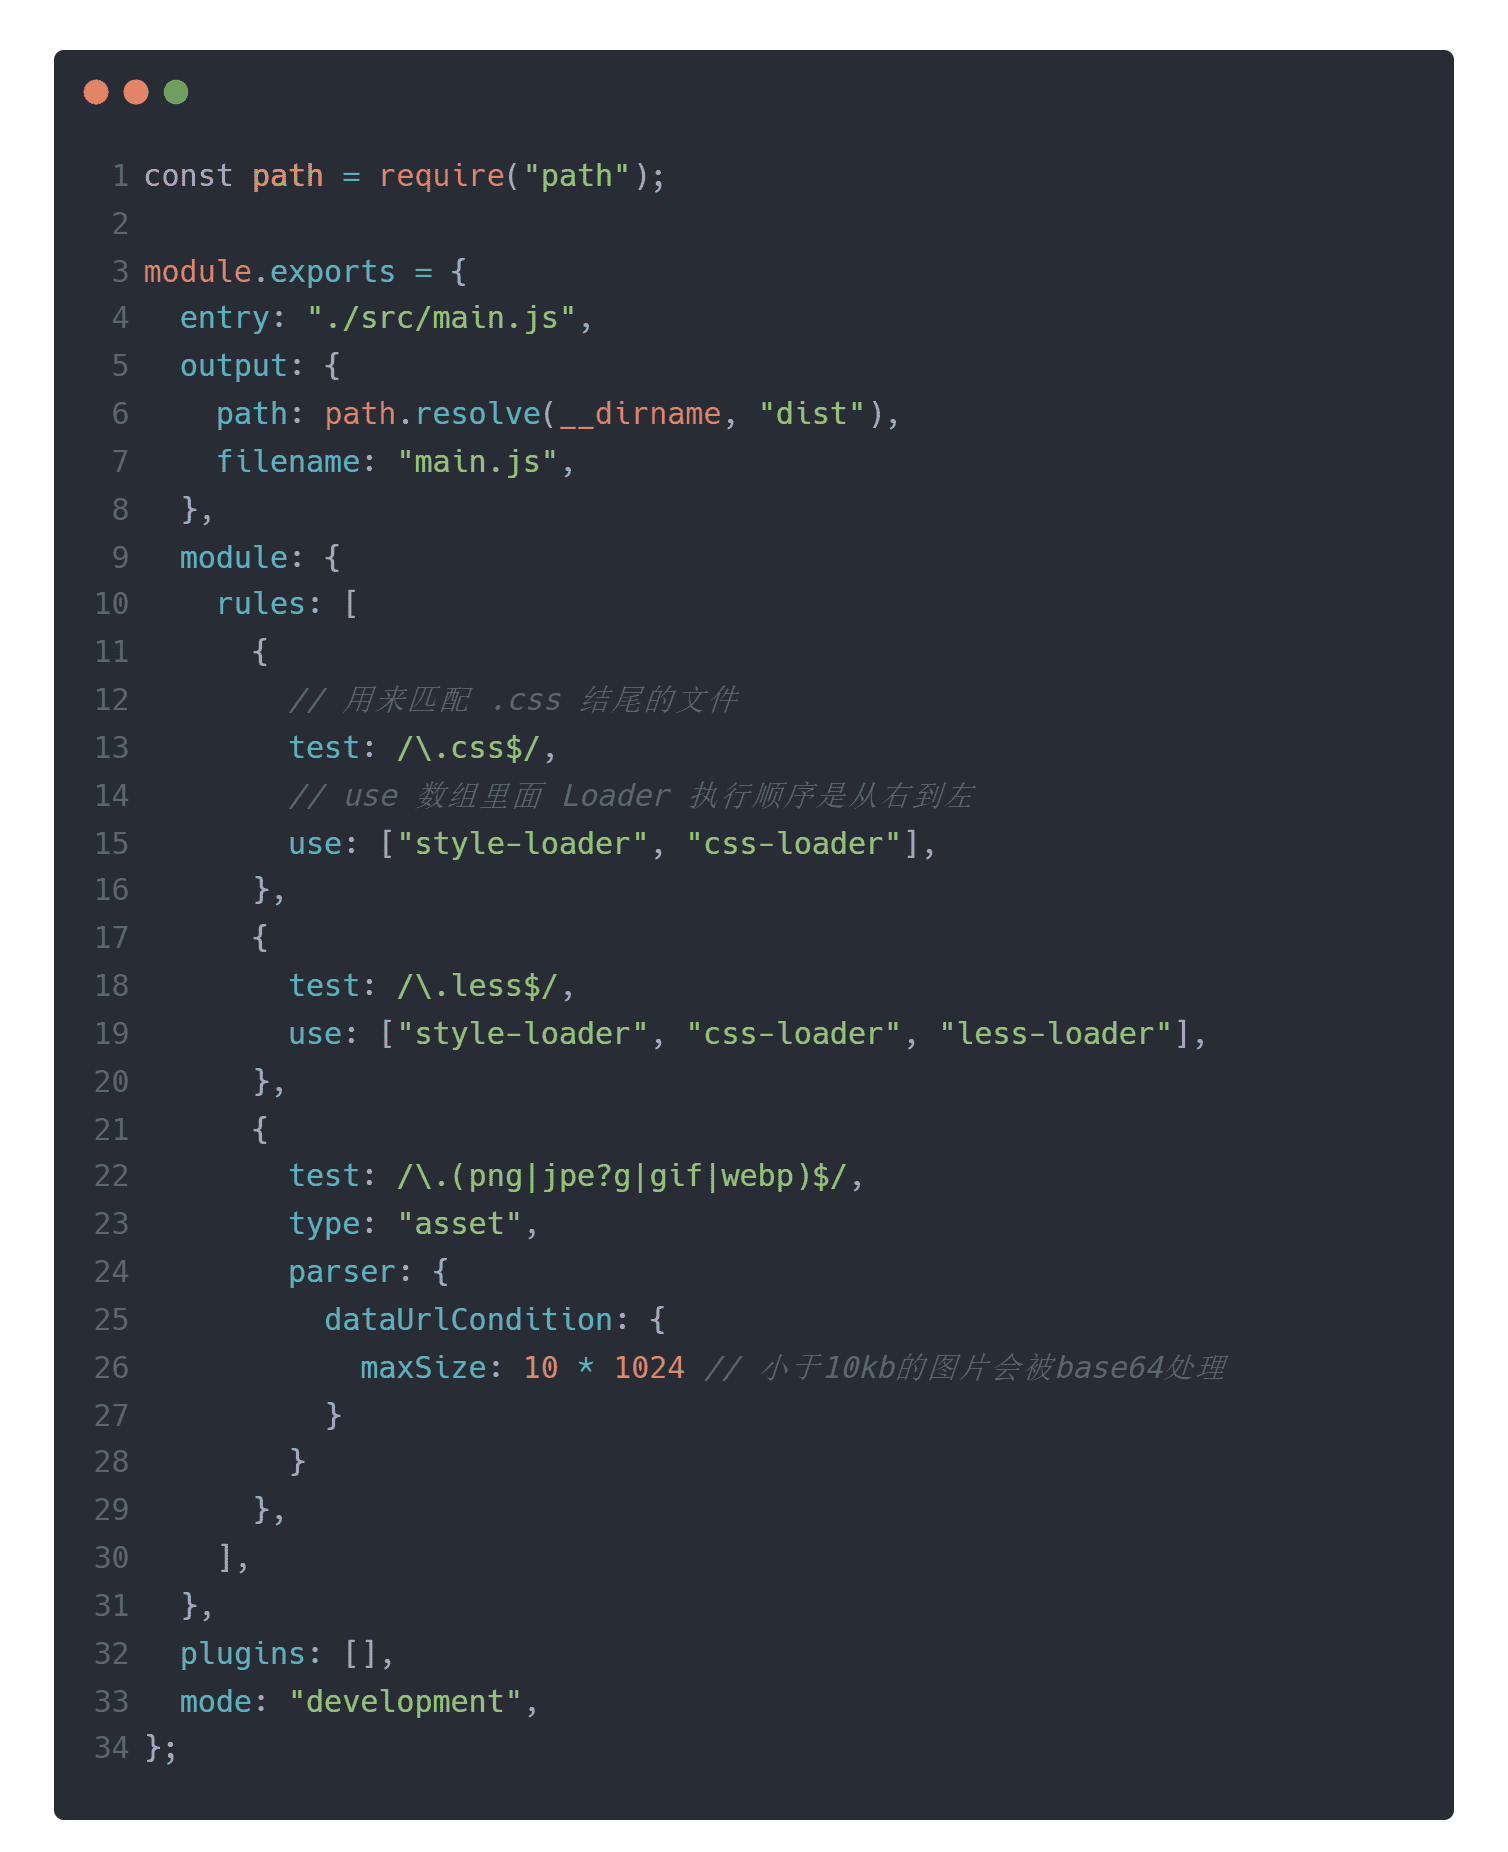 1 const path = require("path");
2
3 module.exports = {
4   entry: "./src/main.js",
5   output: {
6     path: path.resolve(__dirname, "dist"),
7     filename: "main.js",
8   },
9   module: {
10     rules: [
11       {
12         // 用来匹配 .css 结尾的文件
13         test: /\.css$/,
14         // use 数组里面 Loader 执行顺序是从右到左
15         use: ["style-loader", "css-loader"],
16       },
17       {
18         test: /\.less$/,
19         use: ["style-loader", "css-loader", "less-loader"],
20       },
21       {
22         test: /\.(png|jpe?g|gif|webp)$/,
23         type: "asset",
24         parser: {
25           dataUrlCondition: {
26             maxSize: 10 * 1024 // 小于10kb的图片会被base64处理
27           }
28         }
29       },
30     ],
31   },
32   plugins: [],
33   mode: "development",
34 };